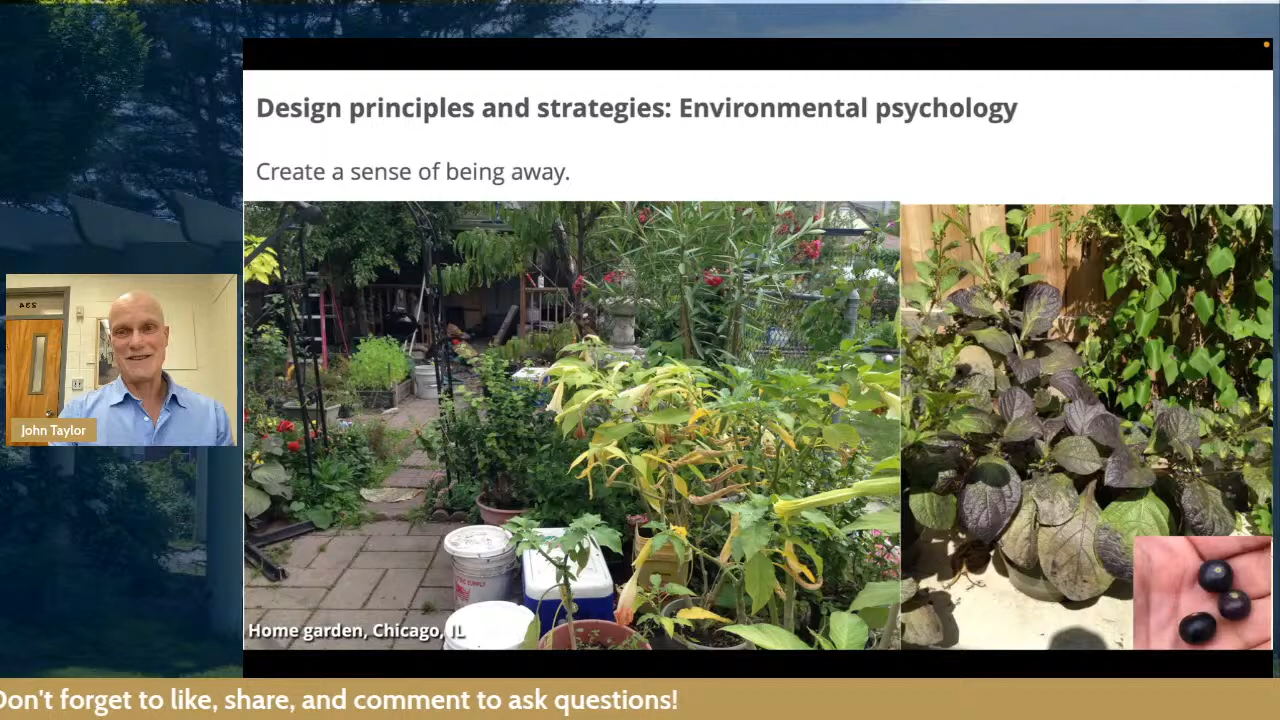 Design principles and strategies: Environmental psychology
Create a sense of being away.
John Taylor
Home garden, Chicago, IL
Don't forget to like, share, and comment to ask questions!